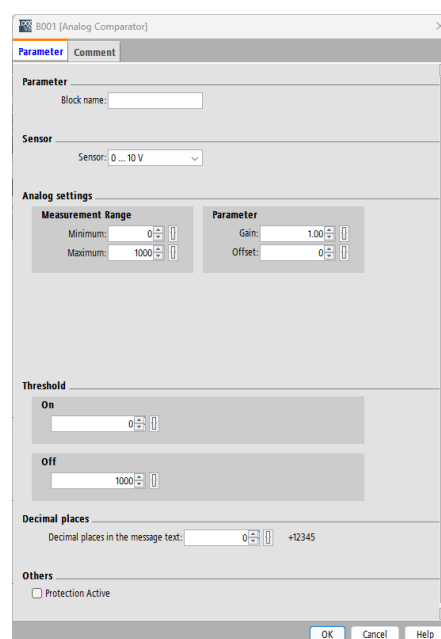 B001 [Analog Comparator]
Parameter Comment
Parameter
Block name:
Sensor
Sensor: 0 ... 10 V
Analog settings
Measurement Range Parameter
Minimum: 0 Gain: 1.00
Maximum: 1000 Offset: 0
Threshold
On
0
Off
1000
Decimal places
Decimal places in the message text: 0 +12345
Others
Protection Active
OK Cancel Help